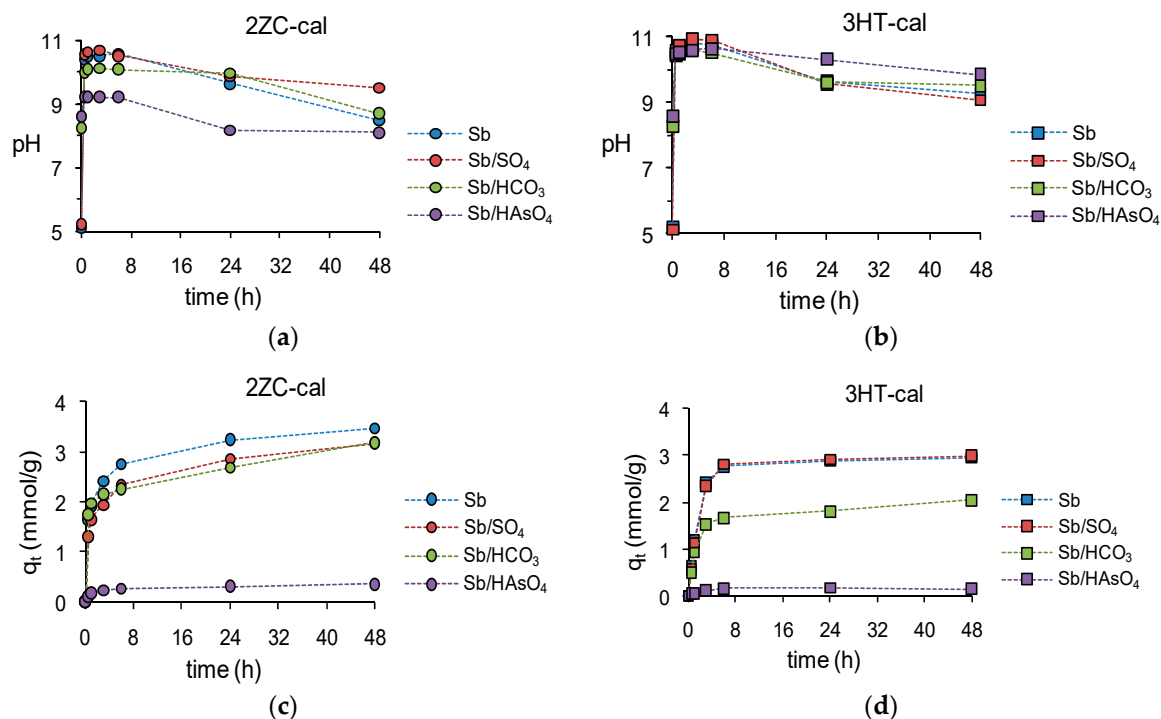 2ZC-cal
11
9
7
5
pH
0 8 16 24 32 40 48
time (h)
Sb
Sb/SO₄
Sb/HCO₃
Sb/HAsO₄
(a)
3HT-cal
11
9
7
5
pH
0 8 16 24 32 40 48
time (h)
Sb
Sb/SO₄
Sb/HCO₃
Sb/HAsO₄
(b)
2ZC-cal
4
3
2
1
0
qₜ (mmol/g)
0 8 16 24 32 40 48
time (h)
Sb
Sb/SO₄
Sb/HCO₃
Sb/HAsO₄
(c)
3HT-cal
4
3
2
1
0
qₜ (mmol/g)
0 8 16 24 32 40 48
time (h)
Sb
Sb/SO₄
Sb/HCO₃
Sb/HAsO₄
(d)